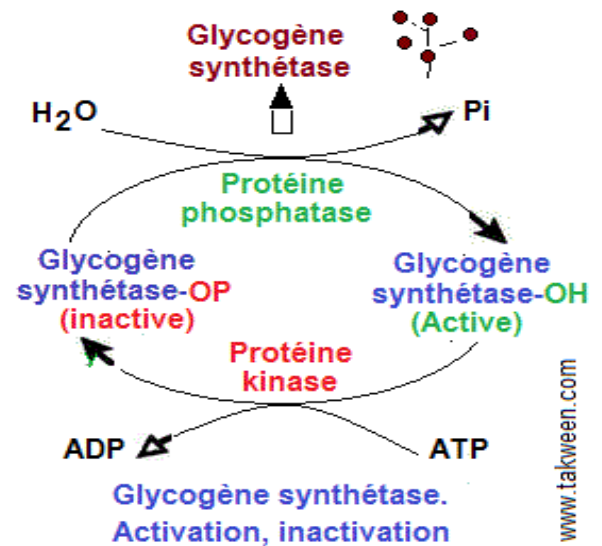 Glycogène
synthétase
H2O
Pi
Protéine
phosphatase
Glycogène
synthétase-OP
(inactive)
Glycogène
synthétase-OH
(Active)
Protéine
kinase
ADP
ATP
Glycogène synthétase.
Activation, inactivation
www.takween.com